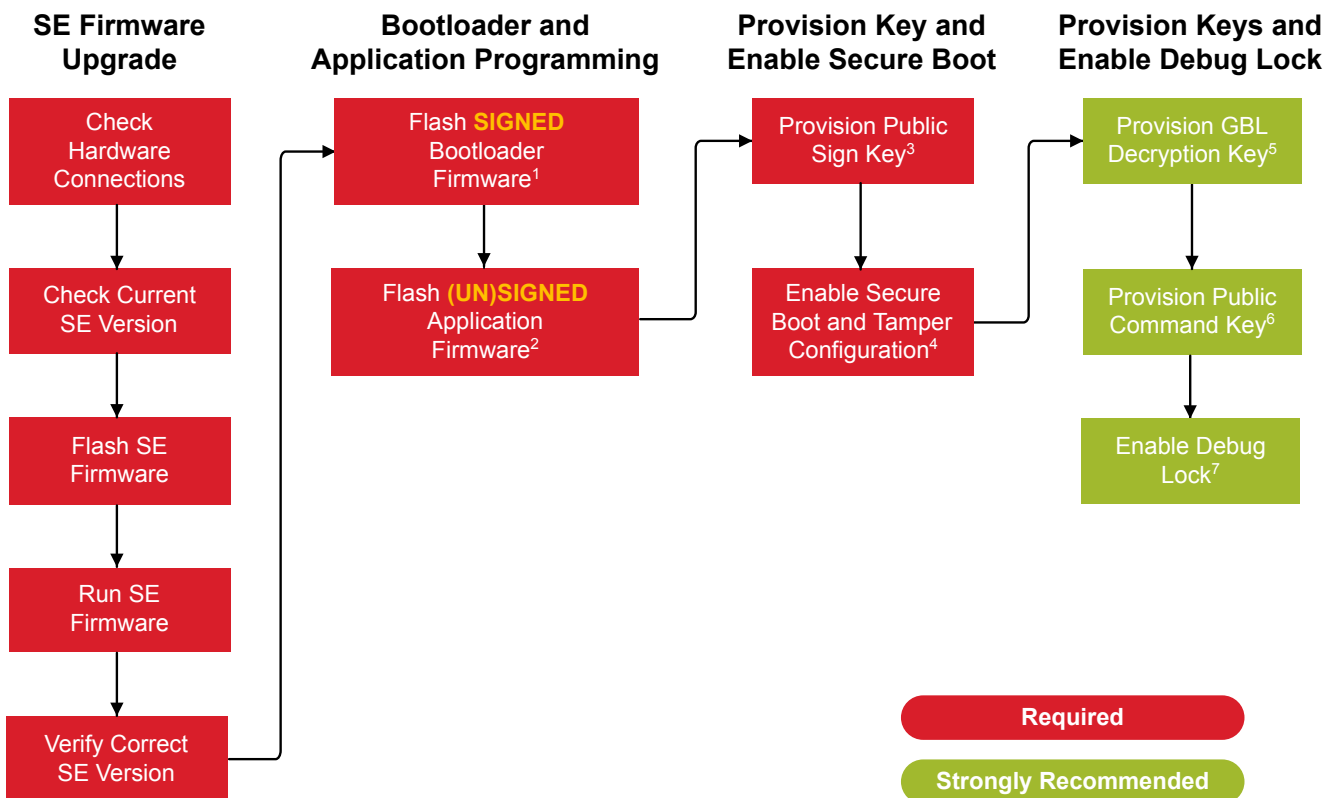 SE Firmware
Upgrade
Check
Hardware
Connections
Check Current
SE Version
Flash SE
Firmware
Run SE
Firmware
Verify Correct
SE Version
Bootloader and
Application Programming
Flash SIGNED
Bootloader
Firmware1
Flash (UN)SIGNED
Application
Firmware2
Provision Key and
Enable Secure Boot
Provision Public
Sign Key3
Enable Secure
Boot and Tamper
Configuration4
Provision Keys and
Enable Debug Lock
Provision GBL
Decryption Key5
Provision Public
Command Key6
Enable Debug
Lock7
Required
Strongly Recommended